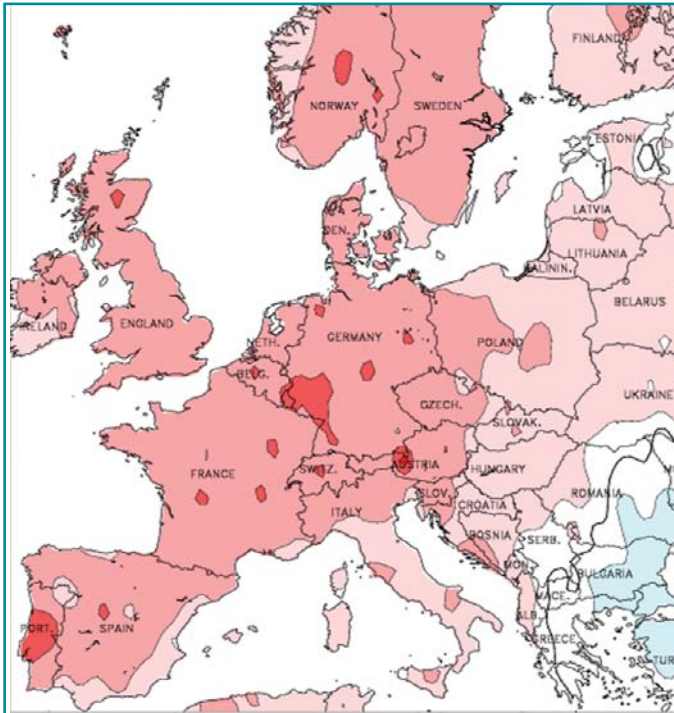 FINLAND
NORWAY
SWEDEN
ESTONIA
LATVIA
DEN.
LITHUANIA
KALININ.
BELARUS
IRELAND
ENGLAND
NETH.
GERMANY
POLAND
BELG.
UKRAINE
CZECH.
SLOVAK.
FRANCE
SWITZ.
AUSTRIA
HUNGARY
SLOV.
ROMANIA
ITALY
CROATIA
BOSNIA
SERB.
MON.
BULGARIA
MACE.
ALB.
PORT.
SPAIN
GREECE
TUR